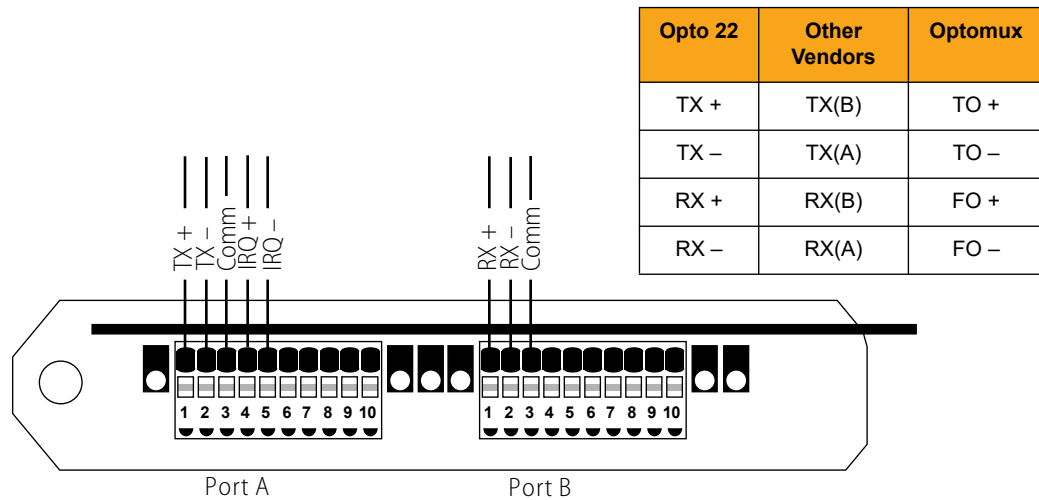 Opto 22 Other Vendors Optomux
TX + TX(B) TO +
TX – TX(A) TO –
RX + RX(B) FO +
RX – RX(A) FO –
TX +
TX –
Comm
IRQ +
IRQ –
RX +
RX –
Comm
1 2 3 4 5 6 7 8 9 10
1 2 3 4 5 6 7 8 9 10
Port A
Port B